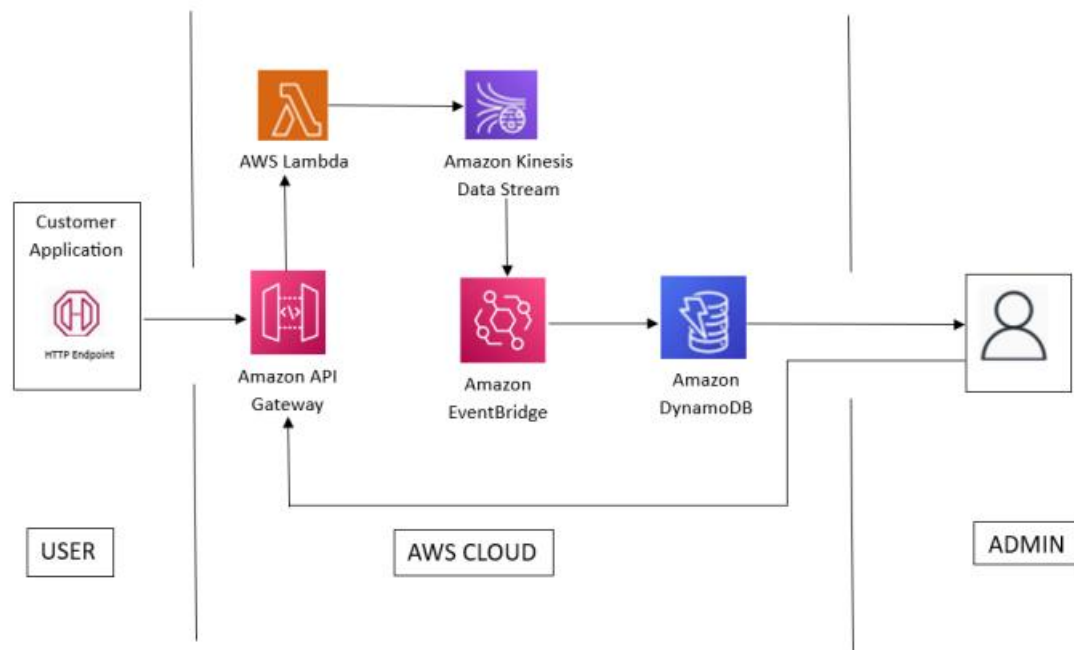 AWS Lambda
Amazon Kinesis
Data Stream
Customer
Application
HTTP Endpoint
Amazon API
Gateway
Amazon
EventBridge
Amazon
DynamoDB
USER
AWS CLOUD
ADMIN